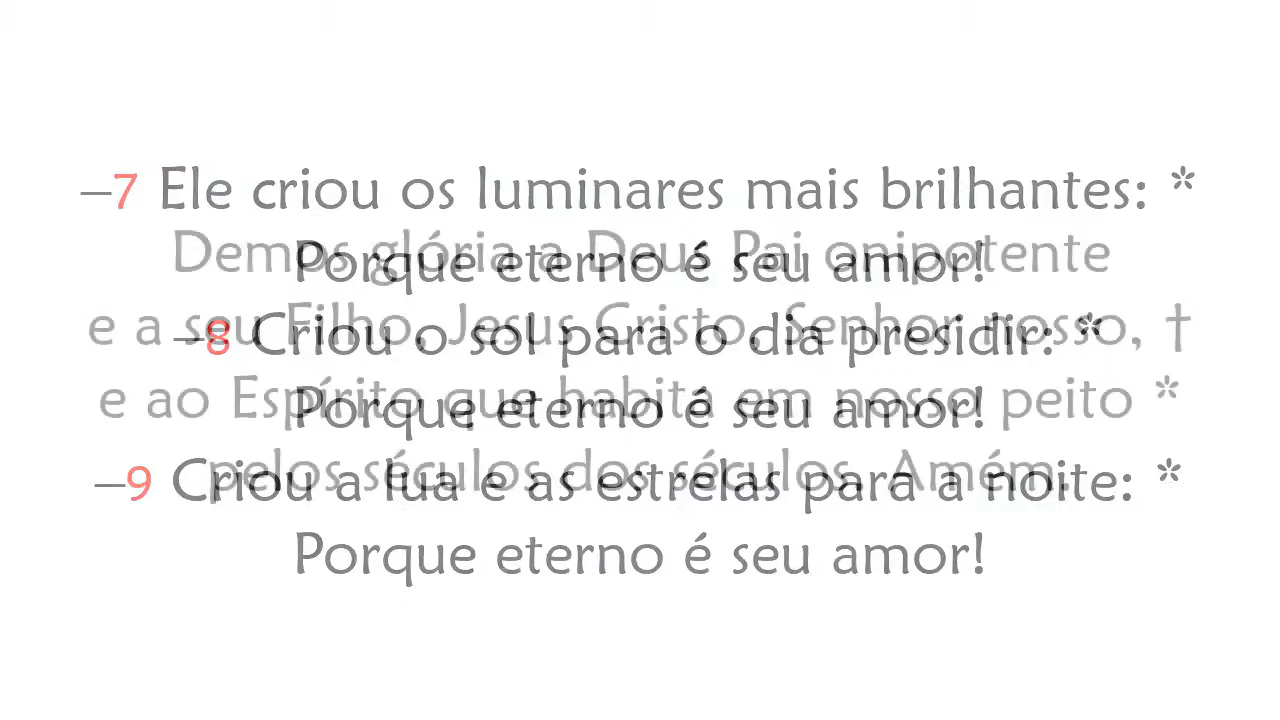 –7 Ele criou os luminares mais brilhantes: *
Demos glória a Deus Pai onipotente
Porque eterno é seu amor!
e a seu Filho, Jesus Cristo, Senhor nosso, †
–8 Criou o sol para o dia presidir: *
e ao Espírito que habita em nosso peito *
Porque eterno é seu amor!
pelos séculos dos séculos. Amém.
–9 Criou a lua e as estrelas para a noite: *
Porque eterno é seu amor!